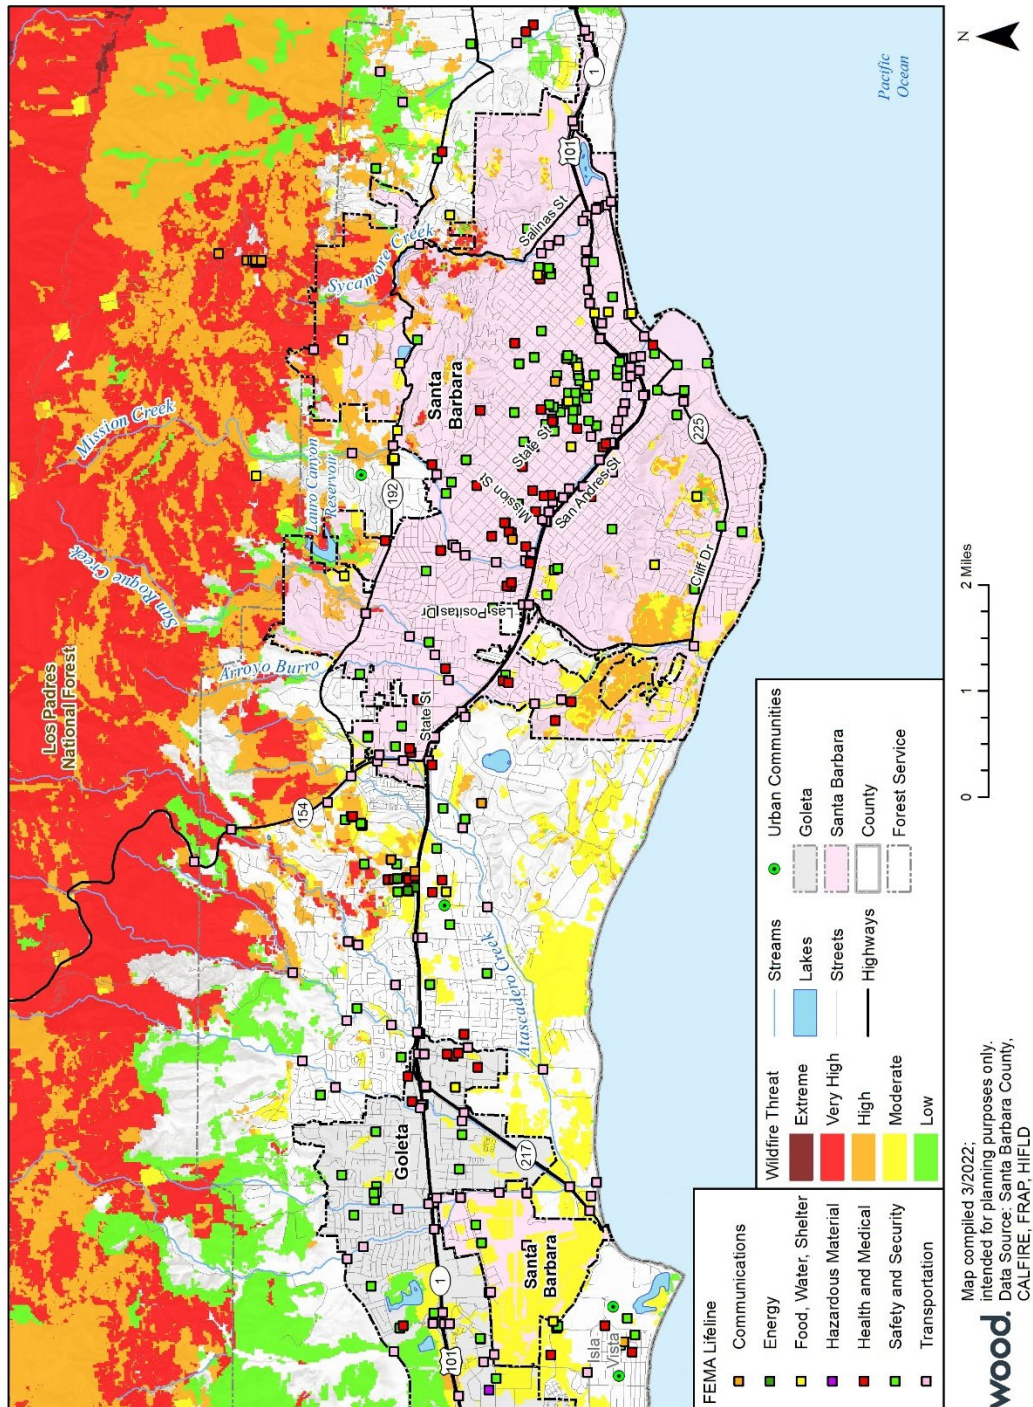 N
Pacific
Ocean
Los Padres
National Forest
Mission Creek
San Roque Creek
Arroyo Burro
Lauro Canyon
Reservoir
Sycamore Creek
154
192
1
101
Salinas St
Santa
Barbara
State St
Mission St
San Andres St
225
Cliff Dr
Las Positas Dr
State St
Atascadero Creek
Goleta
217
1
101
Santa
Barbara
Isla
Vista
FEMA Lifeline
Communications
Energy
Food, Water, Shelter
Hazardous Material
Health and Medical
Safety and Security
Transportation
Wildfire Threat
Extreme
Very High
High
Moderate
Low
Streams
Lakes
Streets
Highways
Urban Communities
Goleta
Santa Barbara
County
Forest Service
0 1 2 Miles
wood.
Map compiled 3/2022;
intended for planning purposes only.
Data Source: Santa Barbara County,
CALFIRE, FRAP, HIFLD